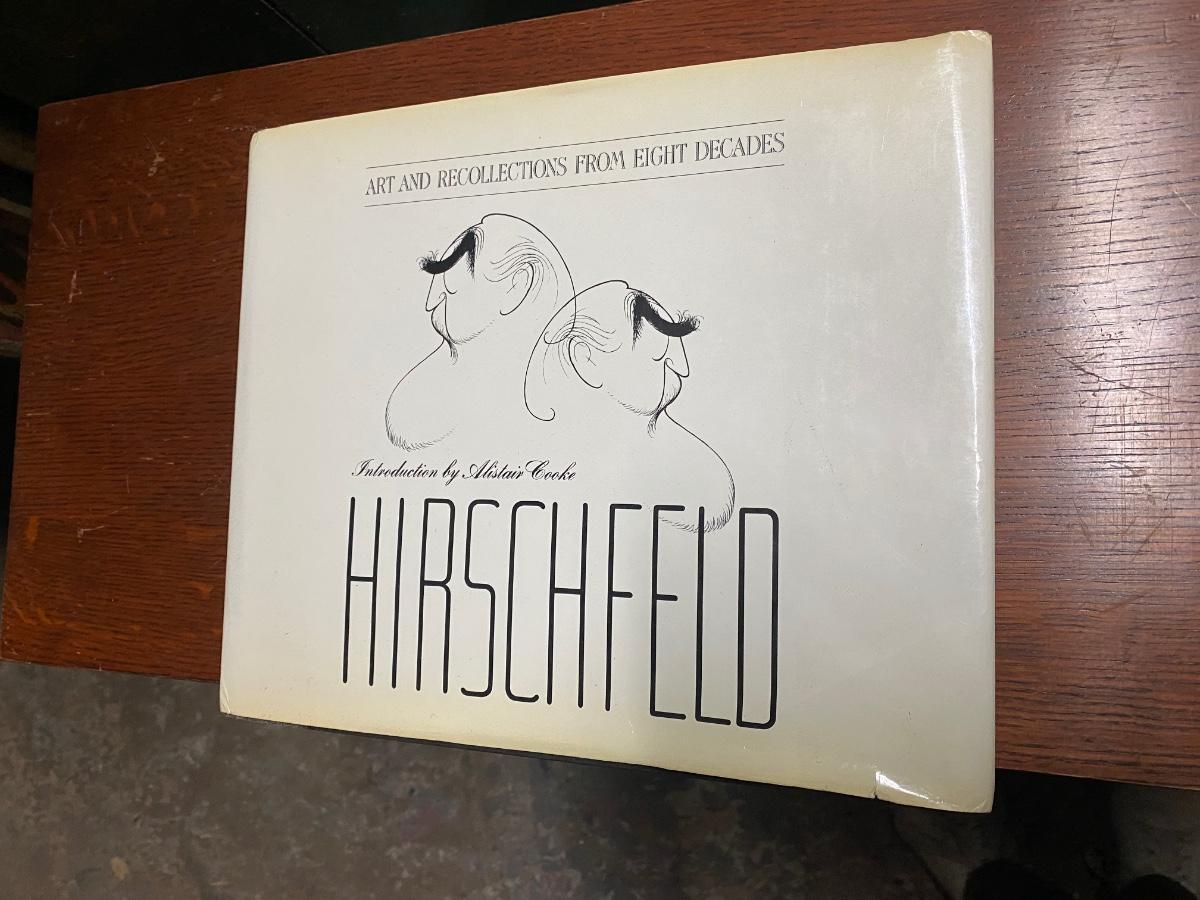 ART AND RECOLLECTIONS FROM EIGHT DECADES
Introduction by Alistair Cooke
HIRSCHFELD